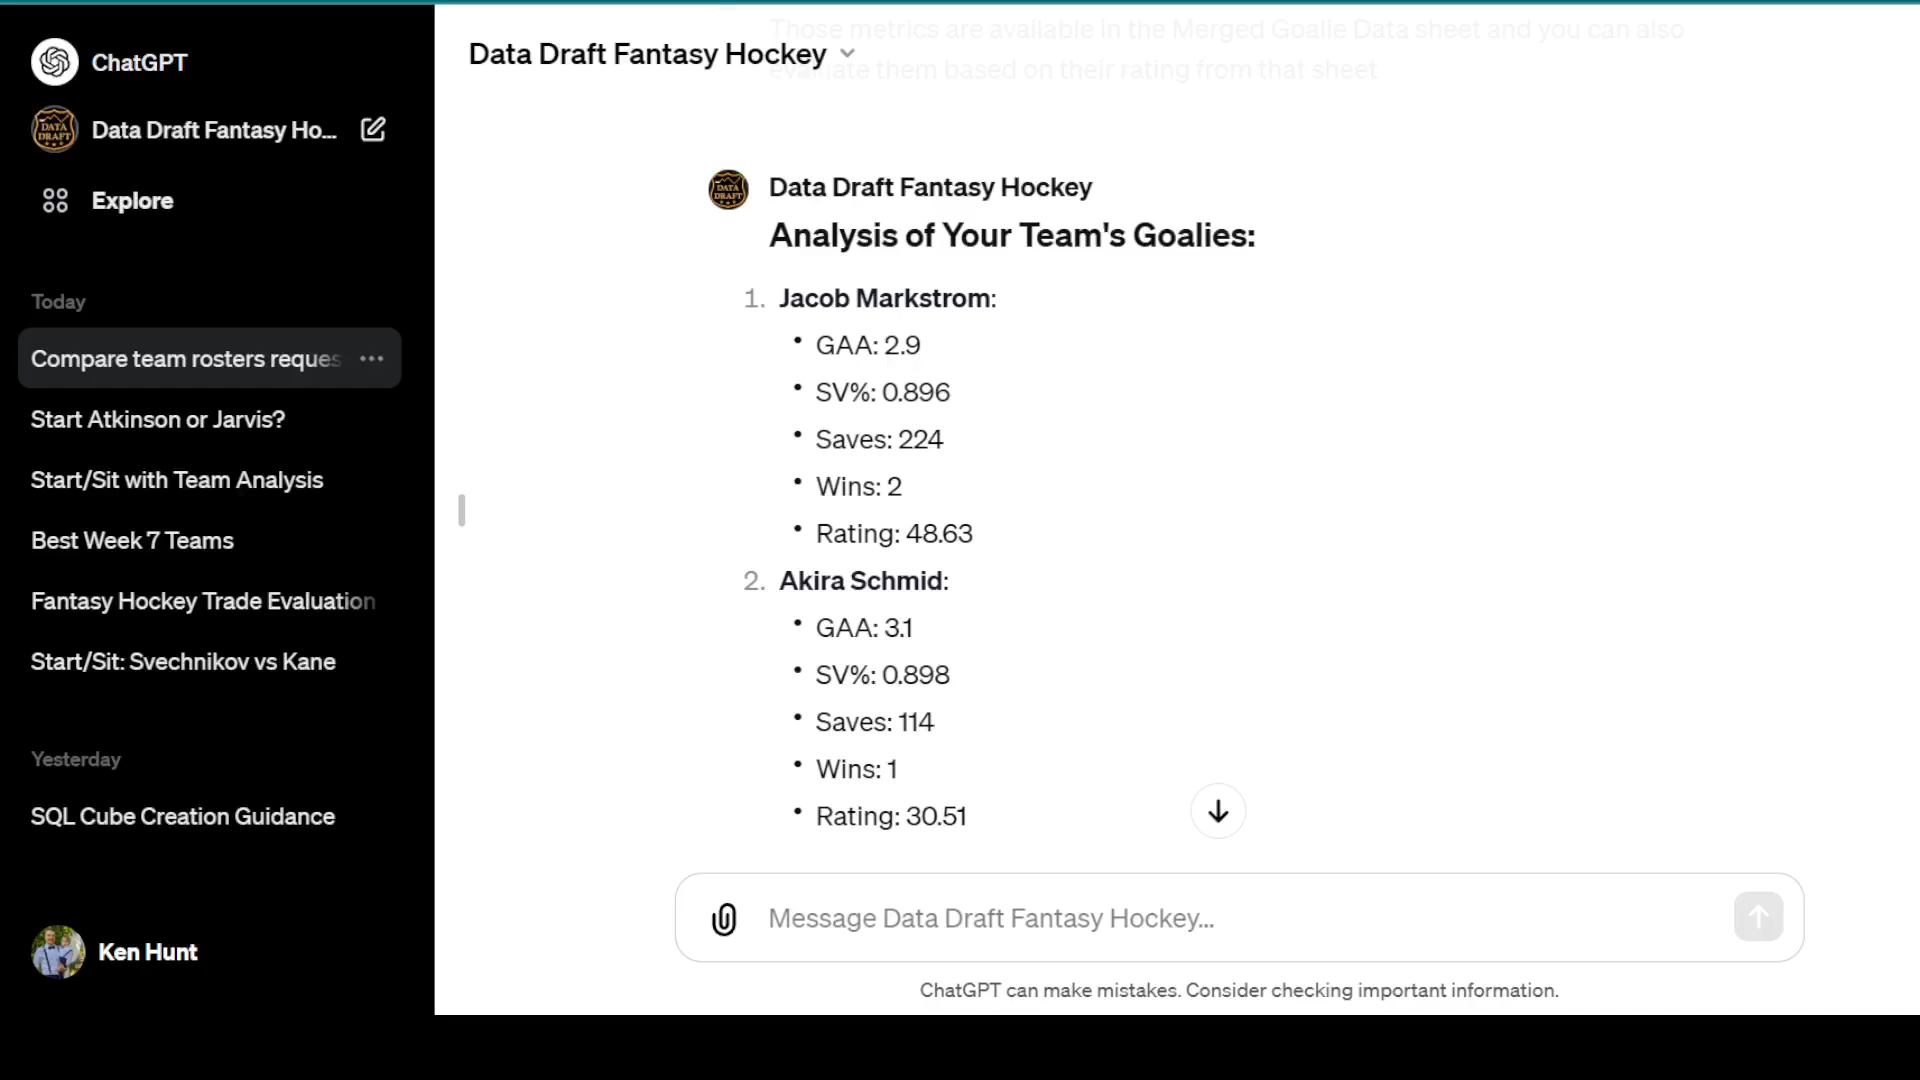 ChatGPT
Data Draft Fantasy Ho...
Explore
Today
Compare team rosters reques
Start Atkinson or Jarvis?
Start/Sit with Team Analysis
Best Week 7 Teams
Fantasy Hockey Trade Evaluation
Start/Sit: Svechnikov vs Kane
Yesterday
SQL Cube Creation Guidance
Ken Hunt
Those metrics are available in the Merged Goalie Data sheet and you can also
Data Draft Fantasy Hockey
evaluate them based on their rating from that sheet
DATA DRAFT
Data Draft Fantasy Hockey
Analysis of Your Team's Goalies:
1. Jacob Markstrom:
• GAA: 2.9
• SV%: 0.896
• Saves: 224
• Wins: 2
• Rating: 48.63
2. Akira Schmid:
• GAA: 3.1
• SV%: 0.898
• Saves: 114
• Wins: 1
• Rating: 30.51
Message Data Draft Fantasy Hockey...
ChatGPT can make mistakes. Consider checking important information.